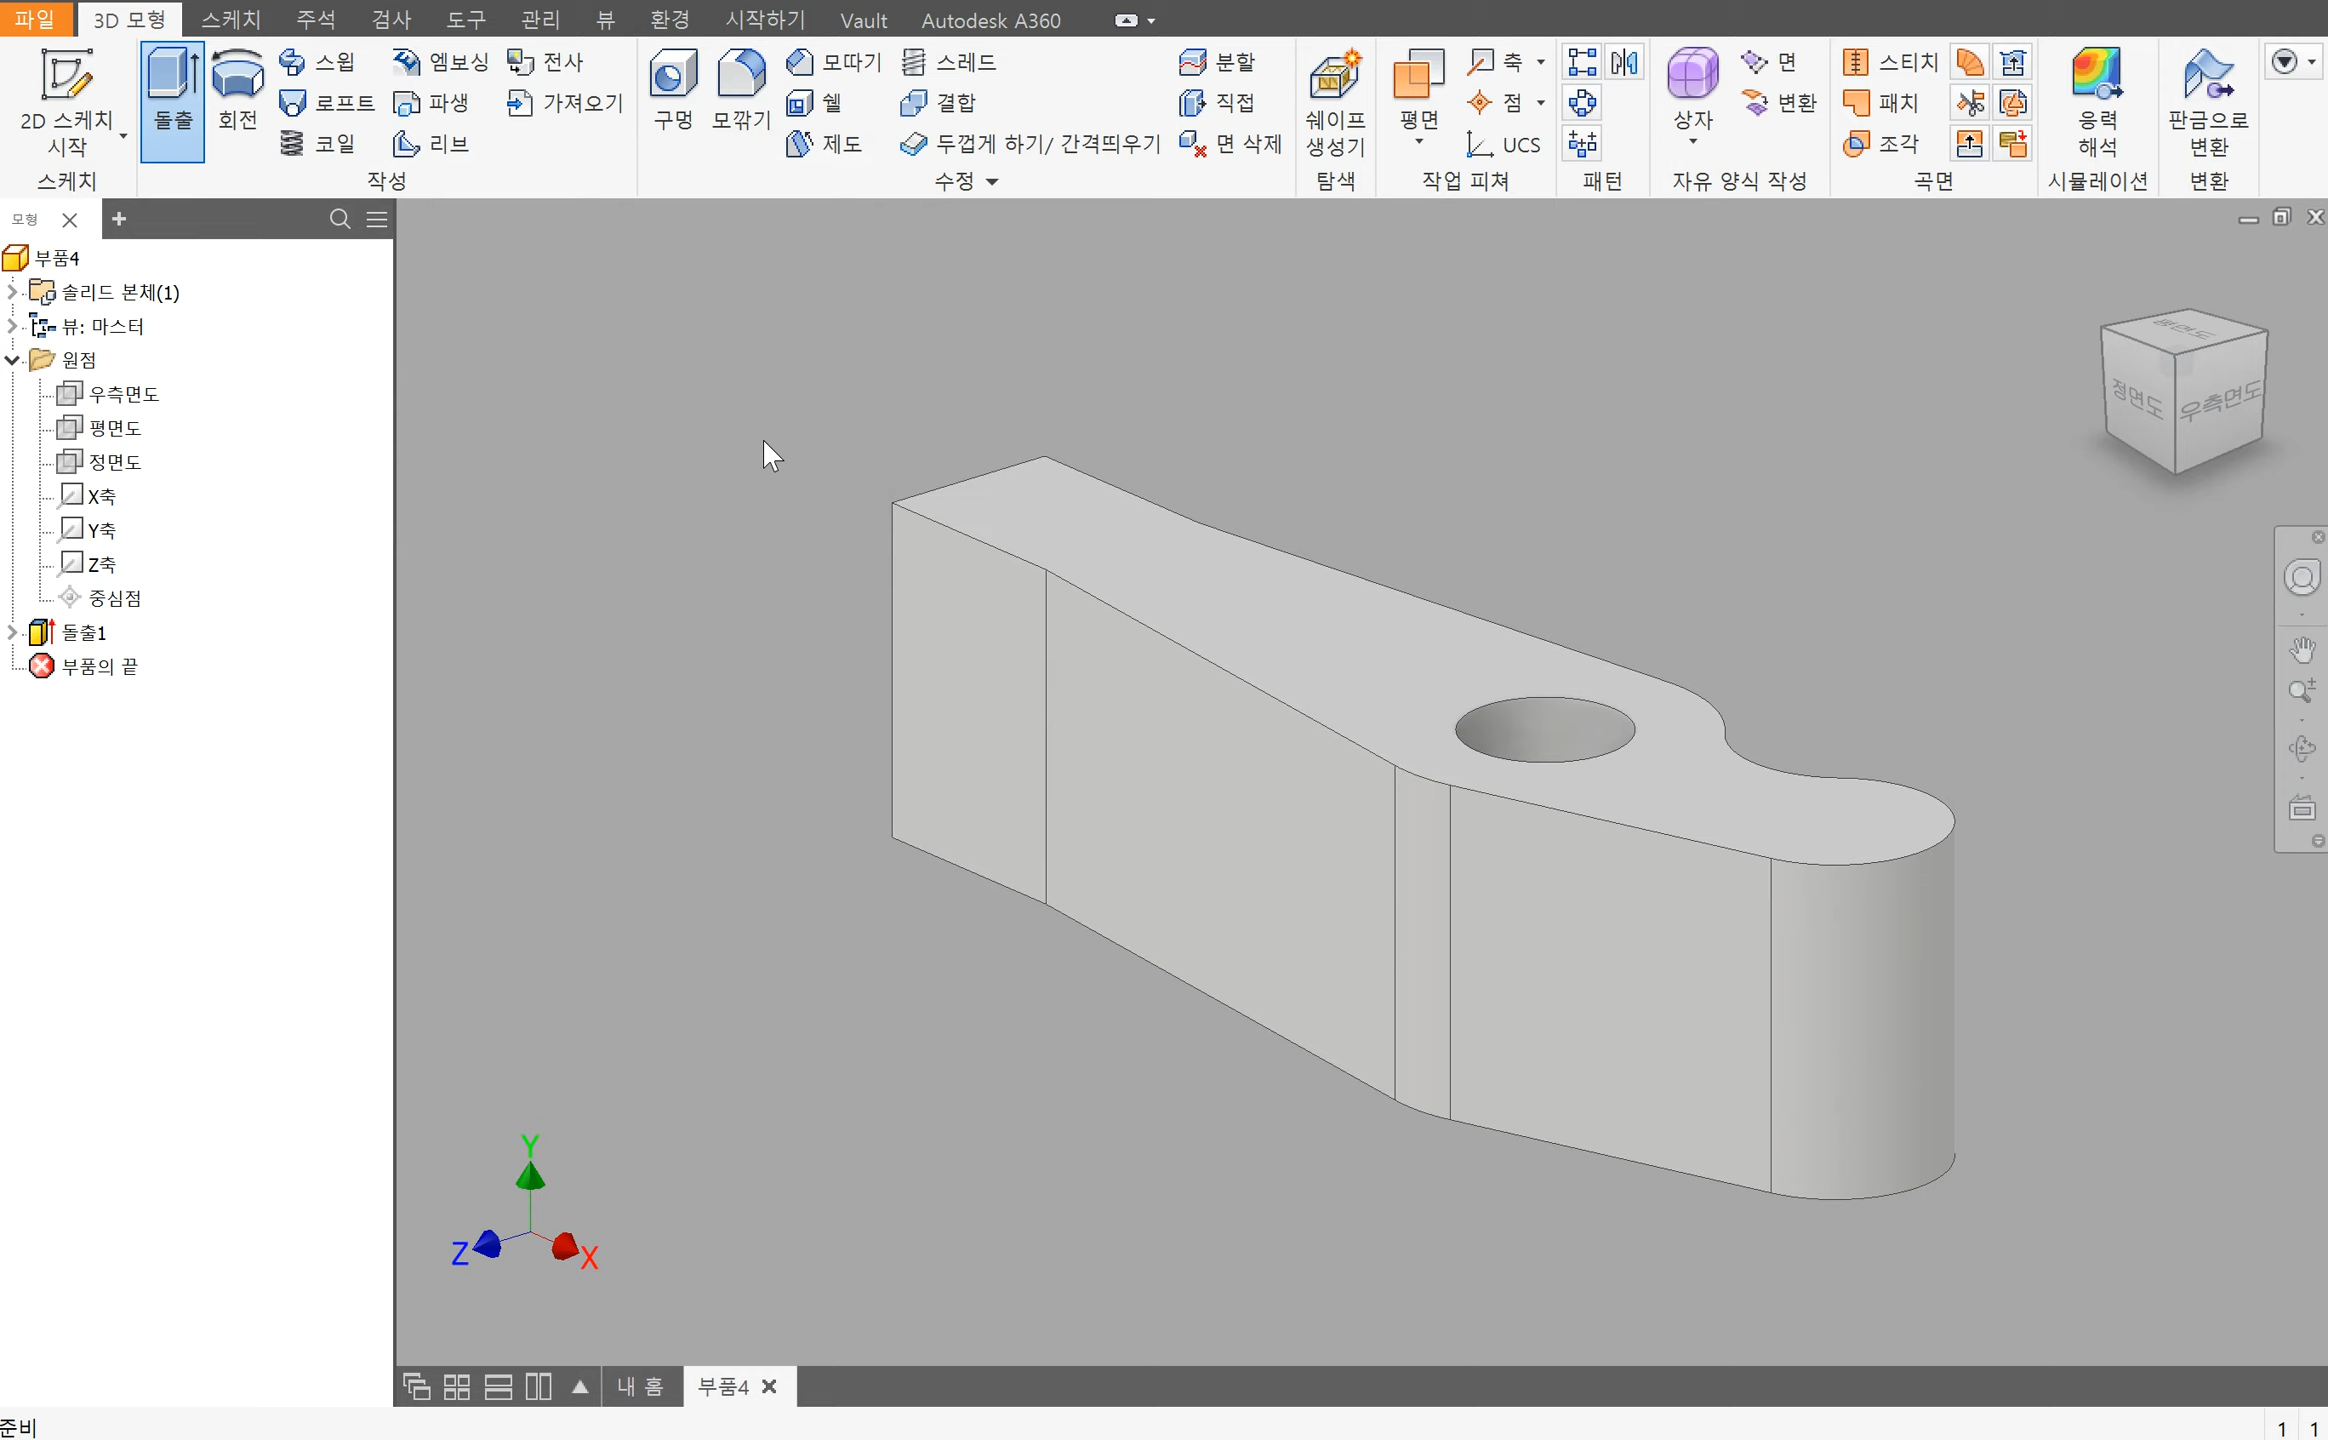 파일 3D 모형 스케치 주석 검사 도구 관리 뷰 환경 시작하기 Vault Autodesk A360
2D 스케치
시작
스케치
돌출 회전
스윕 엠보싱 전사
로프트 파생 가져오기
코일 리브
작성
구멍 모깎기
모따기 스레드 분할
쉘 결합 직접
제도 두껍게 하기/ 간격띄우기 면 삭제
수정
쉐이프
생성기
탐색
평면
축
점
UCS
작업 피쳐
패턴
상자
면
변환
자유 양식 작성
스티치
패치
조각
곡면
응력
해석
시뮬레이션
판금으로
변환
변환
모형
부품4
솔리드 본체(1)
뷰: 마스터
원점
우측면도
평면도
정면도
X축
Y축
Z축
중심점
돌출1
부품의 끝
평면도
정면도 우측면도
Y
Z X
내 홈 부품4
준비
1 1